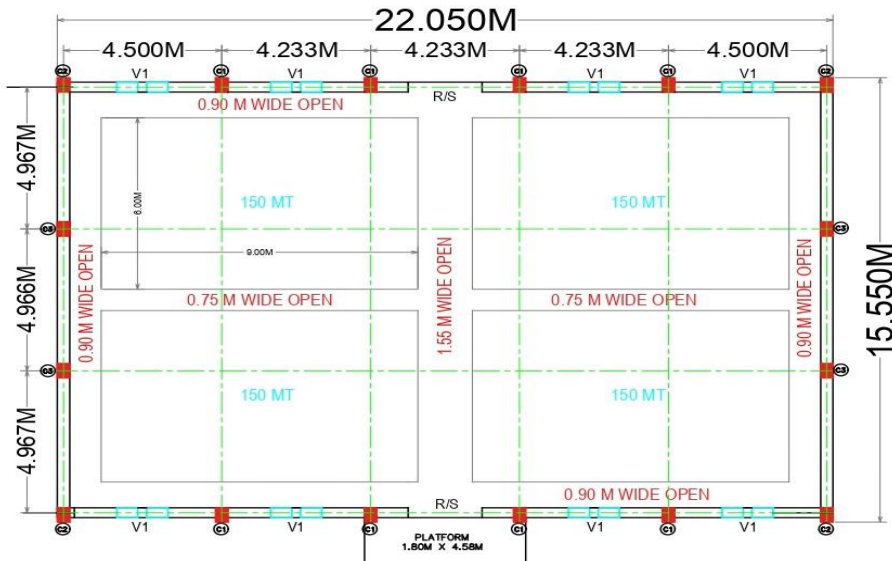 22.050M
4.500M 4.233M 4.233M 4.233M 4.500M
C2 C1 C1 C1 C1 C2
V1 V1 V1 V1
R/S
0.90 M WIDE OPEN
4.967M
6.00M
150 MT 150 MT
C3 C3
9.00M
0.90 M WIDE OPEN
1.55 M WIDE OPEN
0.90 M WIDE OPEN
15.550M
4.966M
0.75 M WIDE OPEN 0.75 M WIDE OPEN
C3 C3
150 MT 150 MT
4.967M
0.90 M WIDE OPEN
R/S
C2 C1 C1 C1 C1 C2
V1 V1 V1 V1
PLATFORM
1.80M X 4.58M